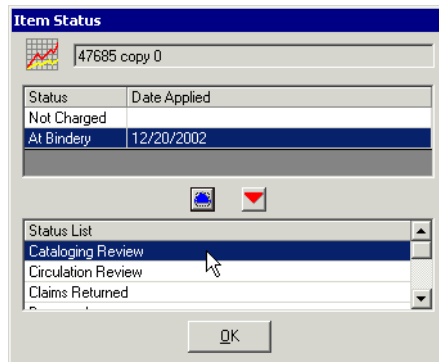 Item Status
47685 copy 0
Status Date Applied
Not Charged
At Bindery 12/20/2002
Status List
Cataloging Review
Circulation Review
Claims Returned
OK